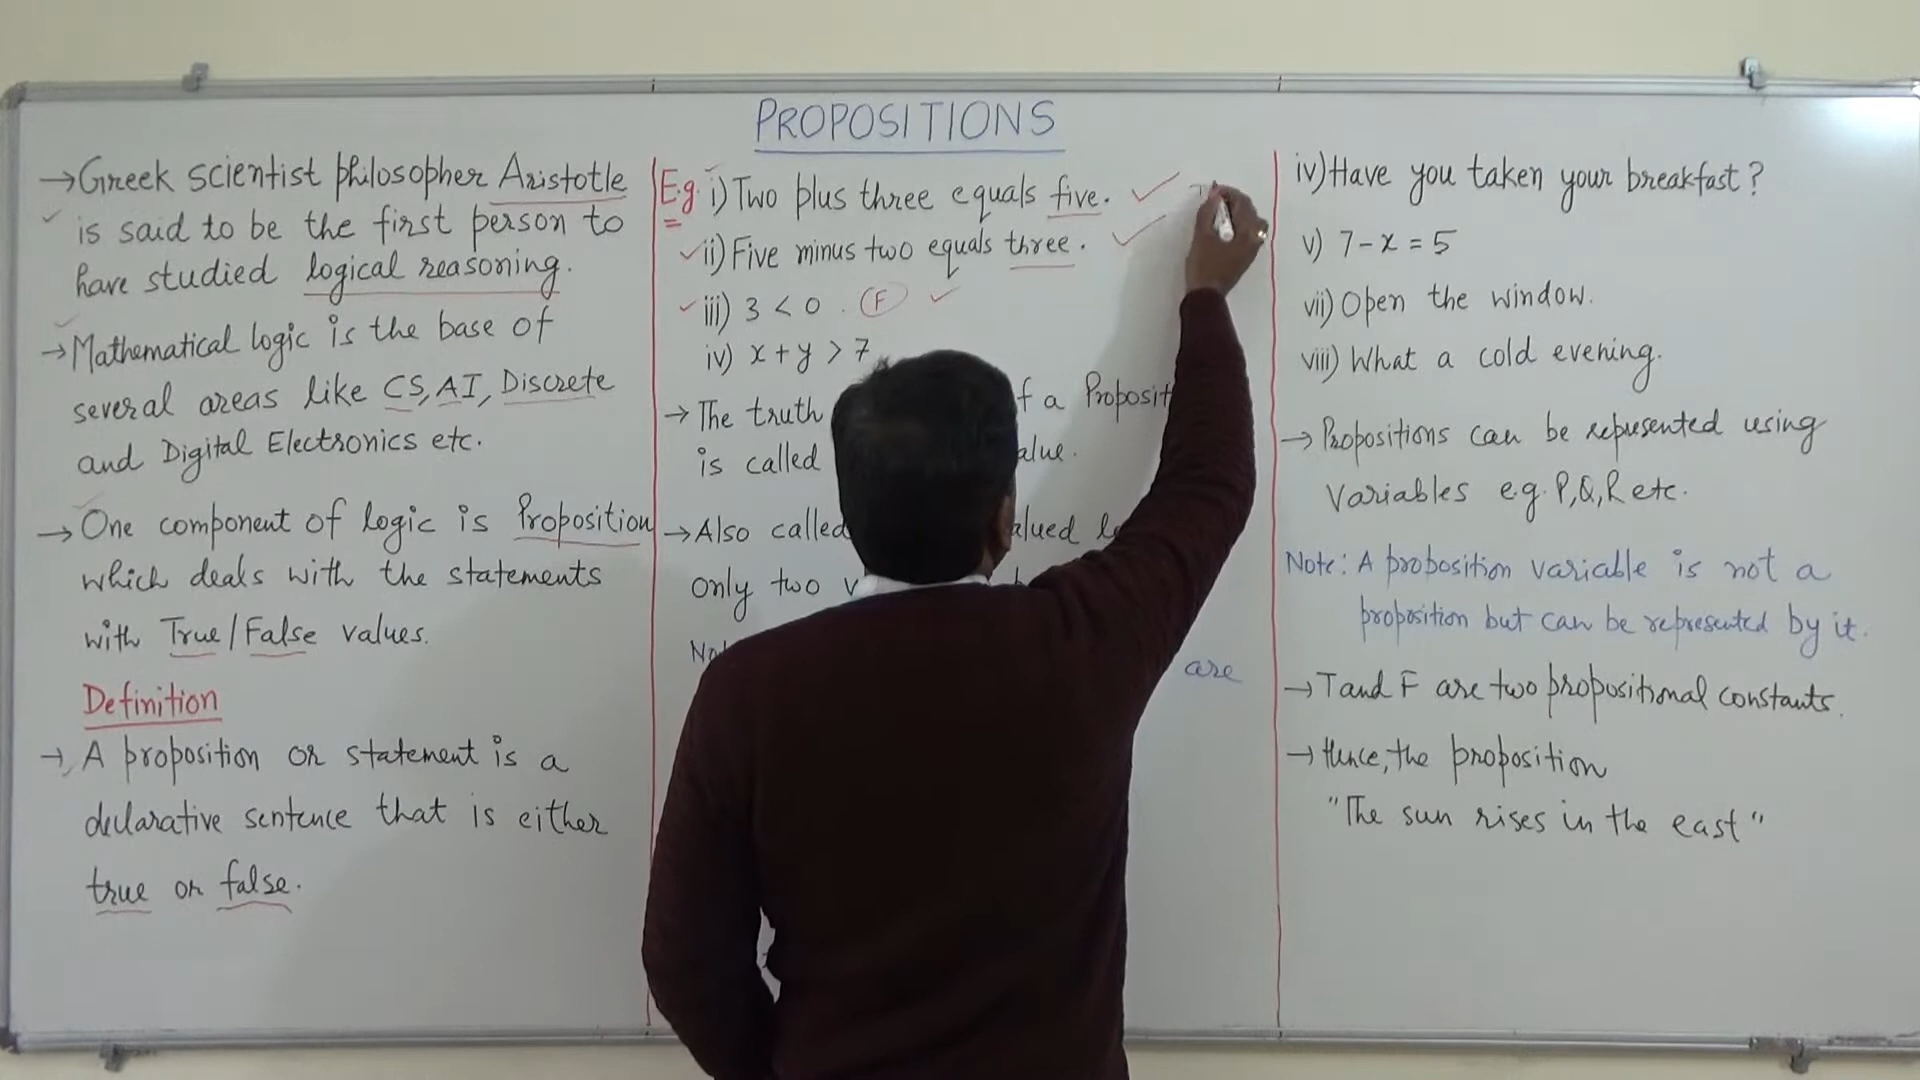 PROPOSITIONS
→ Greek scientist philosopher Aristotle
is said to be the first person to
have studied logical reasoning.
→ Mathematical logic is the base of
several areas like CS, AI, Discrete
and Digital Electronics etc.
→ One component of logic is Proposition
which deals with the statements
with True/False values.
Definition
→ A proposition or statement is a
declarative sentence that is either
true or false.
E.g. i) Two plus three equals five. ✓
ii) Five minus two equals three. ✓
iii) 3 < 0. (F) ✓
iv) x + y > 7
→ The truth of a
is called
→ Also called
only two
are
iv) Have you taken your breakfast?
v) 7 - x = 5
vii) Open the window.
viii) What a cold evening.
→ Propositions can be represented using
variables e.g. P, Q, R etc.
Note: A proposition variable is not a
proposition but can be represented by it.
→ T and F are two propositional constants.
→ Hence, the proposition
"The sun rises in the east"